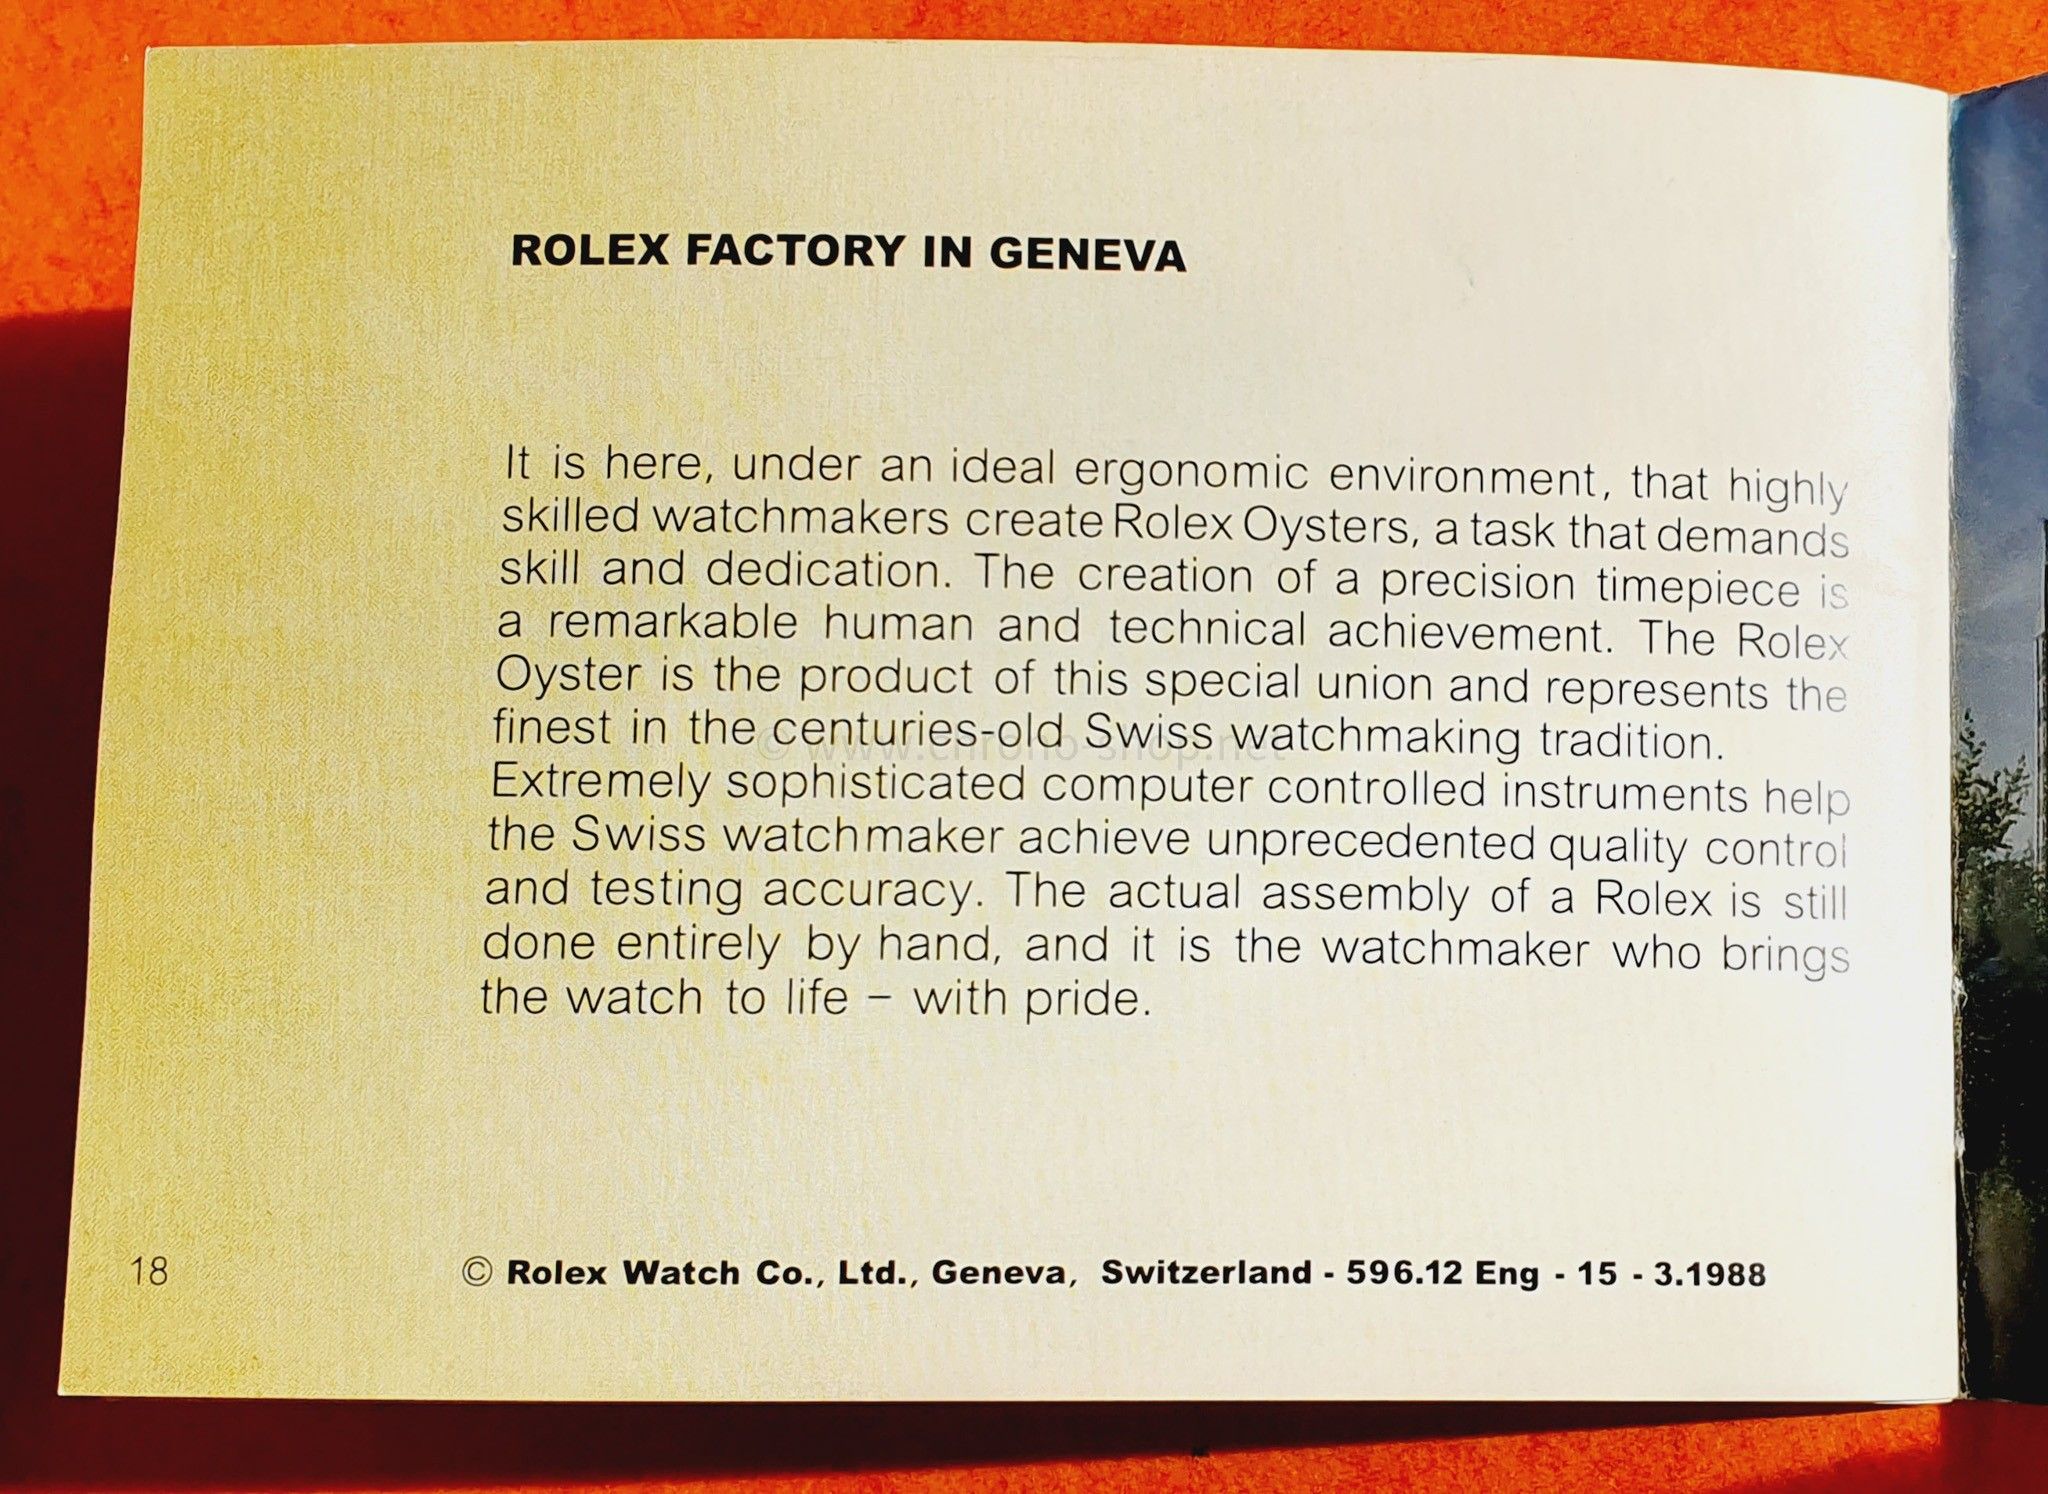 ROLEX FACTORY IN GENEVA
It is here, under an ideal ergonomic environment, that highly
skilled watchmakers create Rolex Oysters, a task that demands
skill and dedication. The creation of a precision timepiece is
a remarkable human and technical achievement. The Rolex
Oyster is the product of this special union and represents the
finest in the centuries-old Swiss watchmaking tradition.
© www.chrono-shop.net
Extremely sophisticated computer controlled instruments help
the Swiss watchmaker achieve unprecedented quality control
and testing accuracy. The actual assembly of a Rolex is still
done entirely by hand, and it is the watchmaker who brings
the watch to life – with pride.
18
© Rolex Watch Co., Ltd., Geneva, Switzerland - 596.12 Eng - 15 - 3.1988